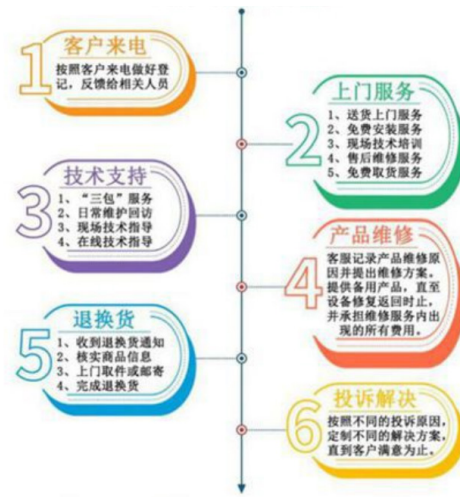 1
客户来电
按照客户来电做好登
记，反馈给相关人员
2
上门服务
1、送货上门服务
2、免费安装服务
3、现场技术培训
4、售后维修服务
5、免费取货服务
3
技术支持
1、“三包”服务
2、日常维护回访
3、现场技术指导
4、在线技术指导
4
产品维修
客服记录产品维修原
因并提出维修方案。
提供备用产品，直至
设备修复返回时止，
并承担维修服务内出
现的所有费用。
5
退换货
1、收到退换货通知
2、核实商品信息
3、上门取件或邮寄
4、完成退换货
6
投诉解决
按照不同的投诉原因，
定制不同的解决方案，
直到客户满意为止。